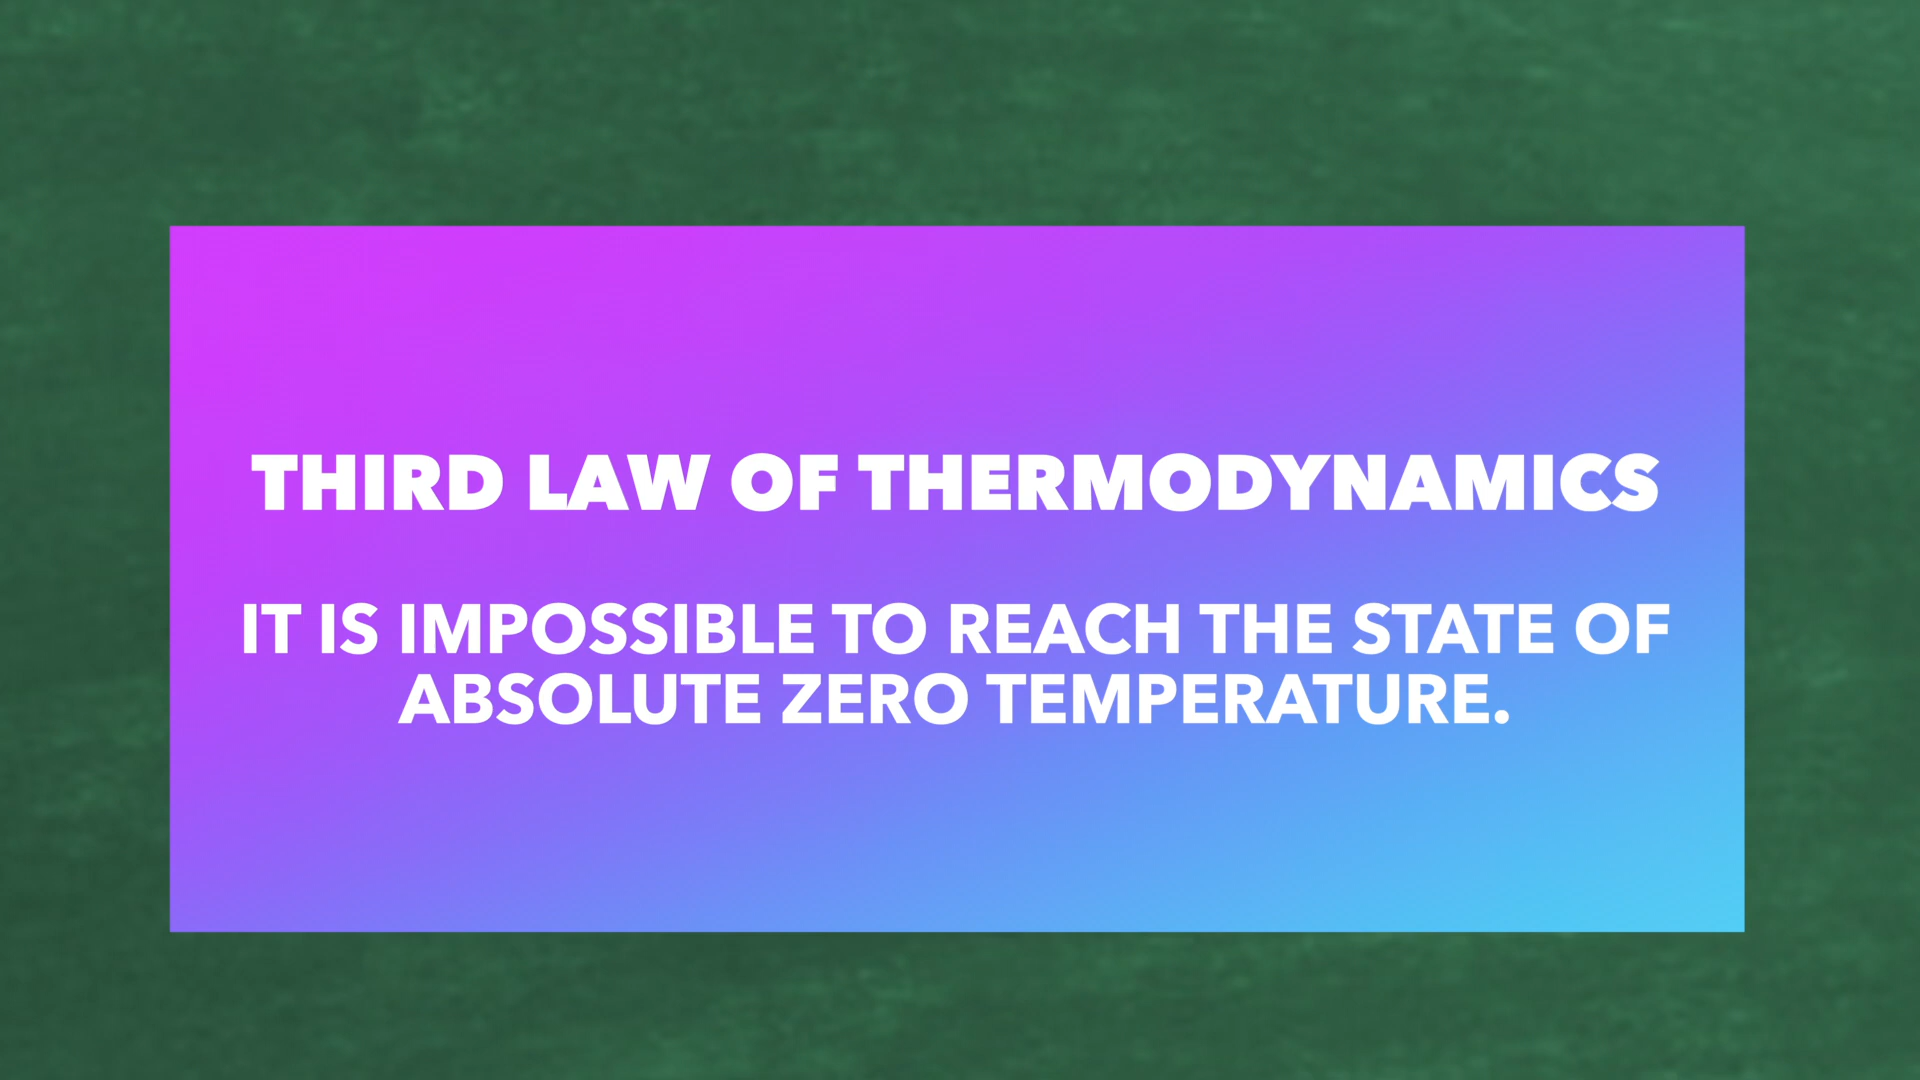 THIRD LAW OF THERMODYNAMICS
IT IS IMPOSSIBLE TO REACH THE STATE OF
ABSOLUTE ZERO TEMPERATURE.